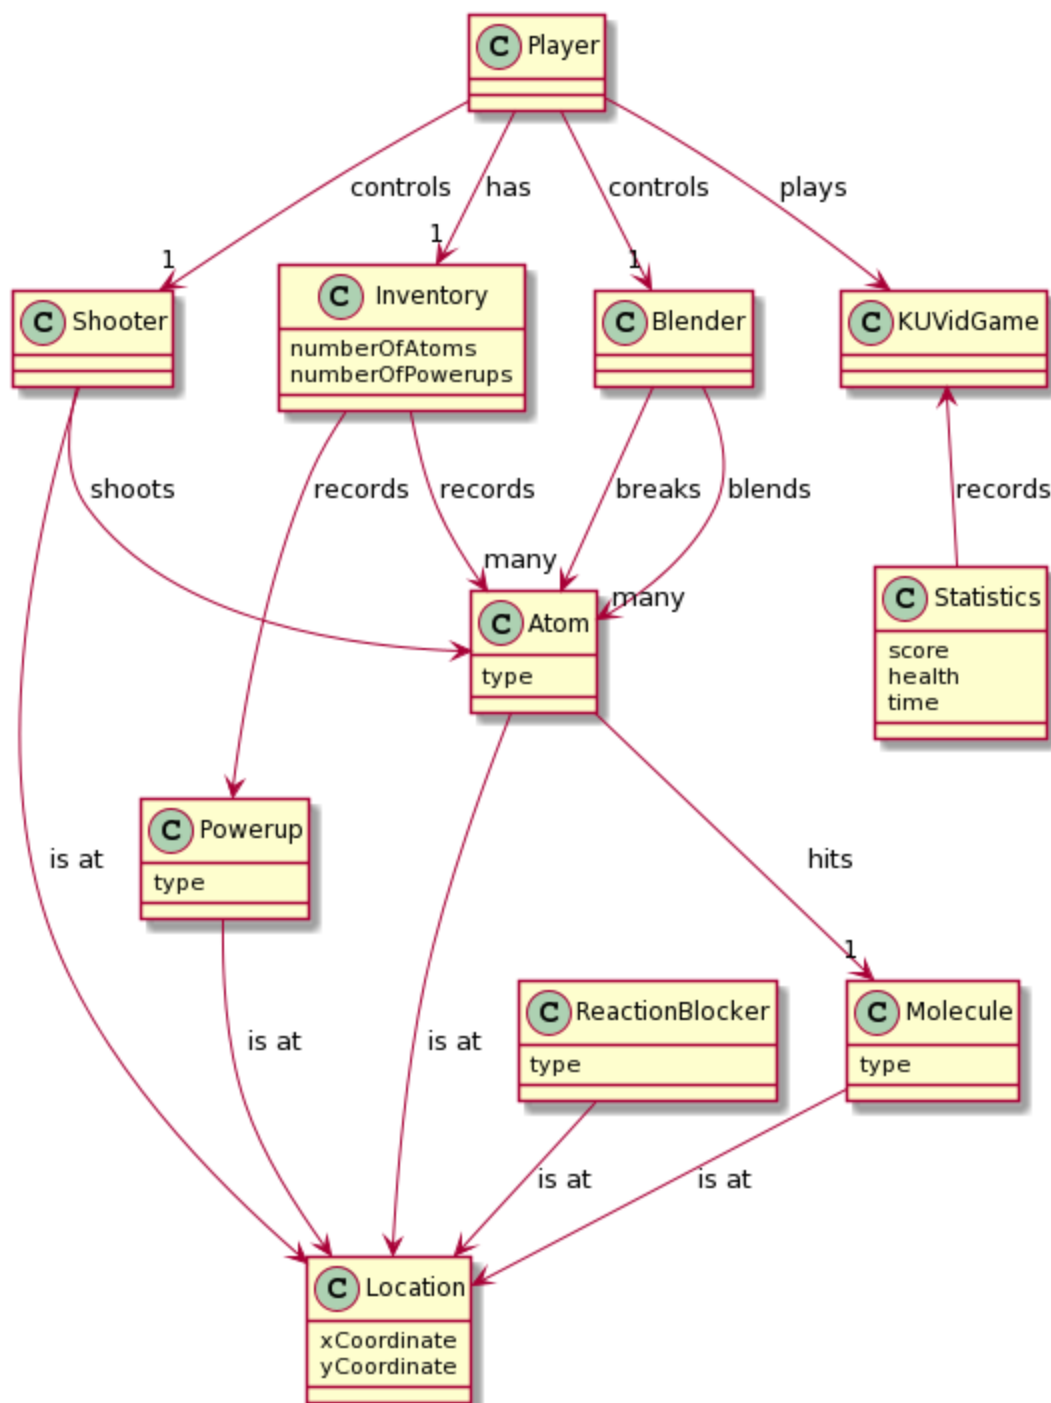 C Player
controls
has
controls
plays
1
1
1
C Shooter
C Inventory
numberOfAtoms
numberOfPowerups
C Blender
C KUVidGame
shoots
records
records
breaks
blends
records
many
many
C Atom
type
C Statistics
score
health
time
is at
C Powerup
type
hits
1
is at
is at
C ReactionBlocker
type
C Molecule
type
is at
is at
C Location
xCoordinate
yCoordinate